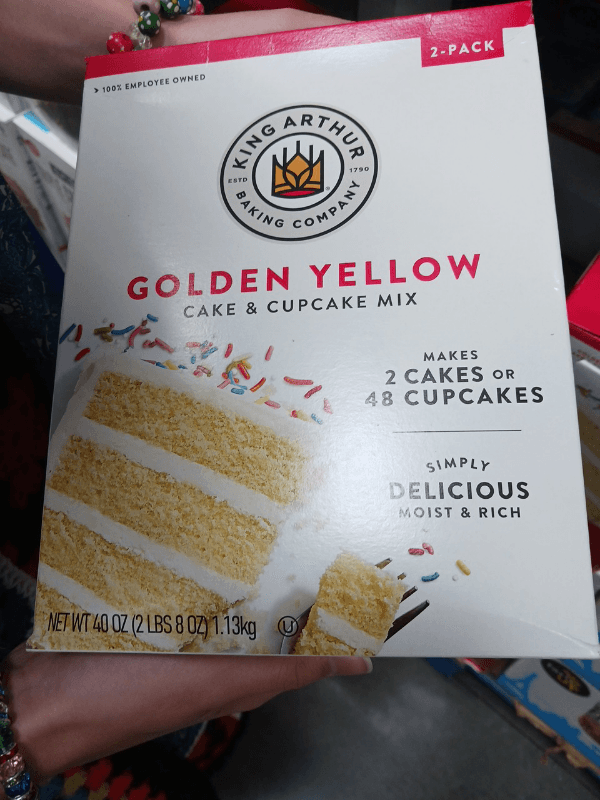 2-PACK
> 100% EMPLOYEE OWNED
KING ARTHUR
ESTD 1790
BAKING COMPANY
GOLDEN YELLOW
CAKE & CUPCAKE MIX
MAKES
2 CAKES OR
48 CUPCAKES
SIMPLY
DELICIOUS
MOIST & RICH
NET WT 40 OZ (2 LBS 8 OZ) 1.13kg U